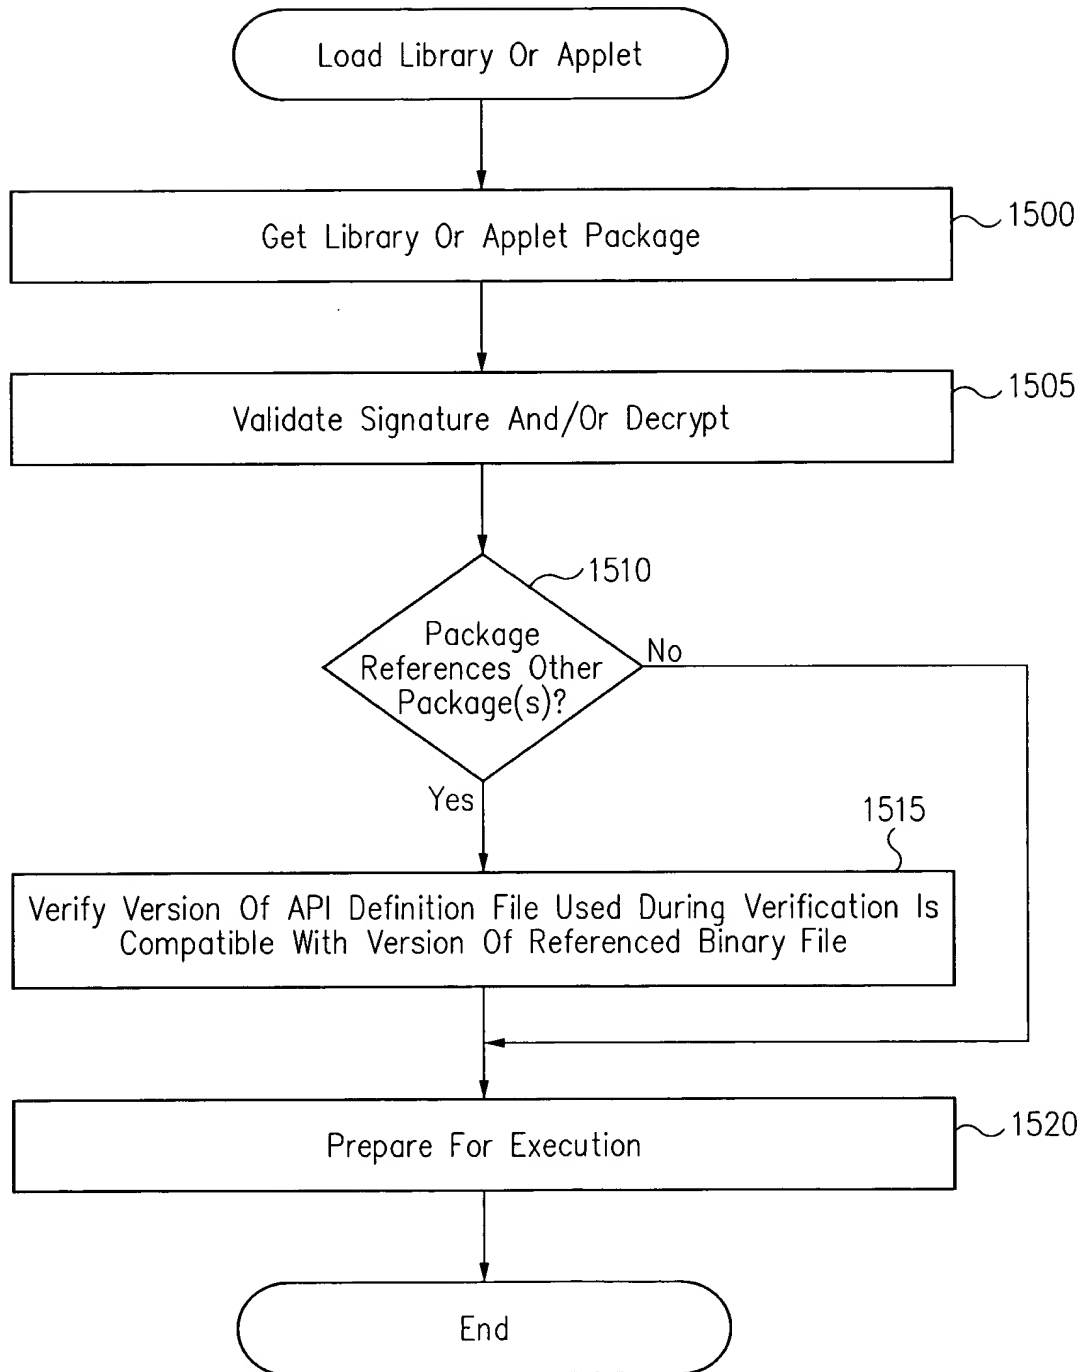 Load Library Or Applet
Get Library Or Applet Package
1500
Validate Signature And/Or Decrypt
1505
1510
Package
References Other
Package(s)?
No
Yes
1515
Verify Version Of API Definition File Used During Verification Is
Compatible With Version Of Referenced Binary File
Prepare For Execution
1520
End